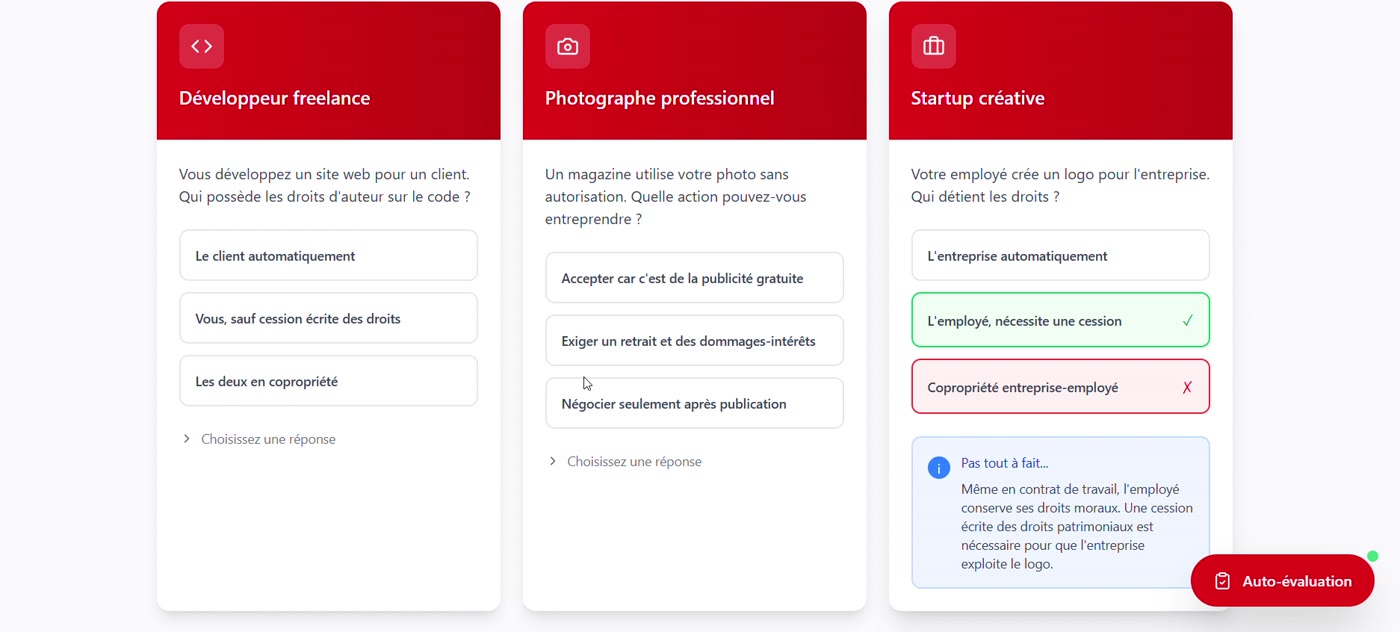 Développeur freelance
Vous développez un site web pour un client.
Qui possède les droits d'auteur sur le code ?
Le client automatiquement
Vous, sauf cession écrite des droits
Les deux en copropriété
Choisissez une réponse
Photographe professionnel
Un magazine utilise votre photo sans
autorisation. Quelle action pouvez-vous
entreprendre ?
Accepter car c'est de la publicité gratuite
Exiger un retrait et des dommages-intérêts
Négocier seulement après publication
Choisissez une réponse
Startup créative
Votre employé crée un logo pour l'entreprise.
Qui détient les droits ?
L'entreprise automatiquement
L'employé, nécessite une cession ✓
Copropriété entreprise-employé ✗
Pas tout à fait...
Même en contrat de travail, l'employé
conserve ses droits moraux. Une cession
écrite des droits patrimoniaux est
nécessaire pour que l'entreprise
exploite le logo.
Auto-évaluation